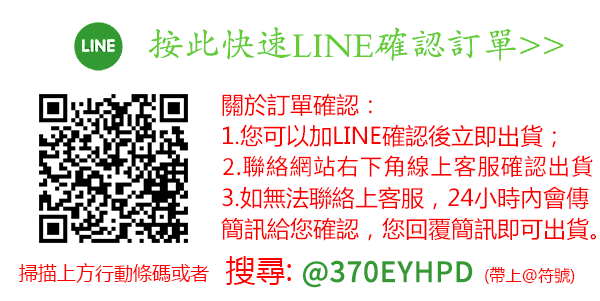 LINE
按此快速LINE確認訂單>>
關於訂單確認：
1.您可以加LINE確認後立即出貨；
2.聯絡網站右下角線上客服確認出貨
3.如無法聯絡上客服，24小時內會傳
簡訊給您確認，您回覆簡訊即可出貨。
掃描上方行動條碼或者 搜尋: @370EYHPD (帶上@符號)